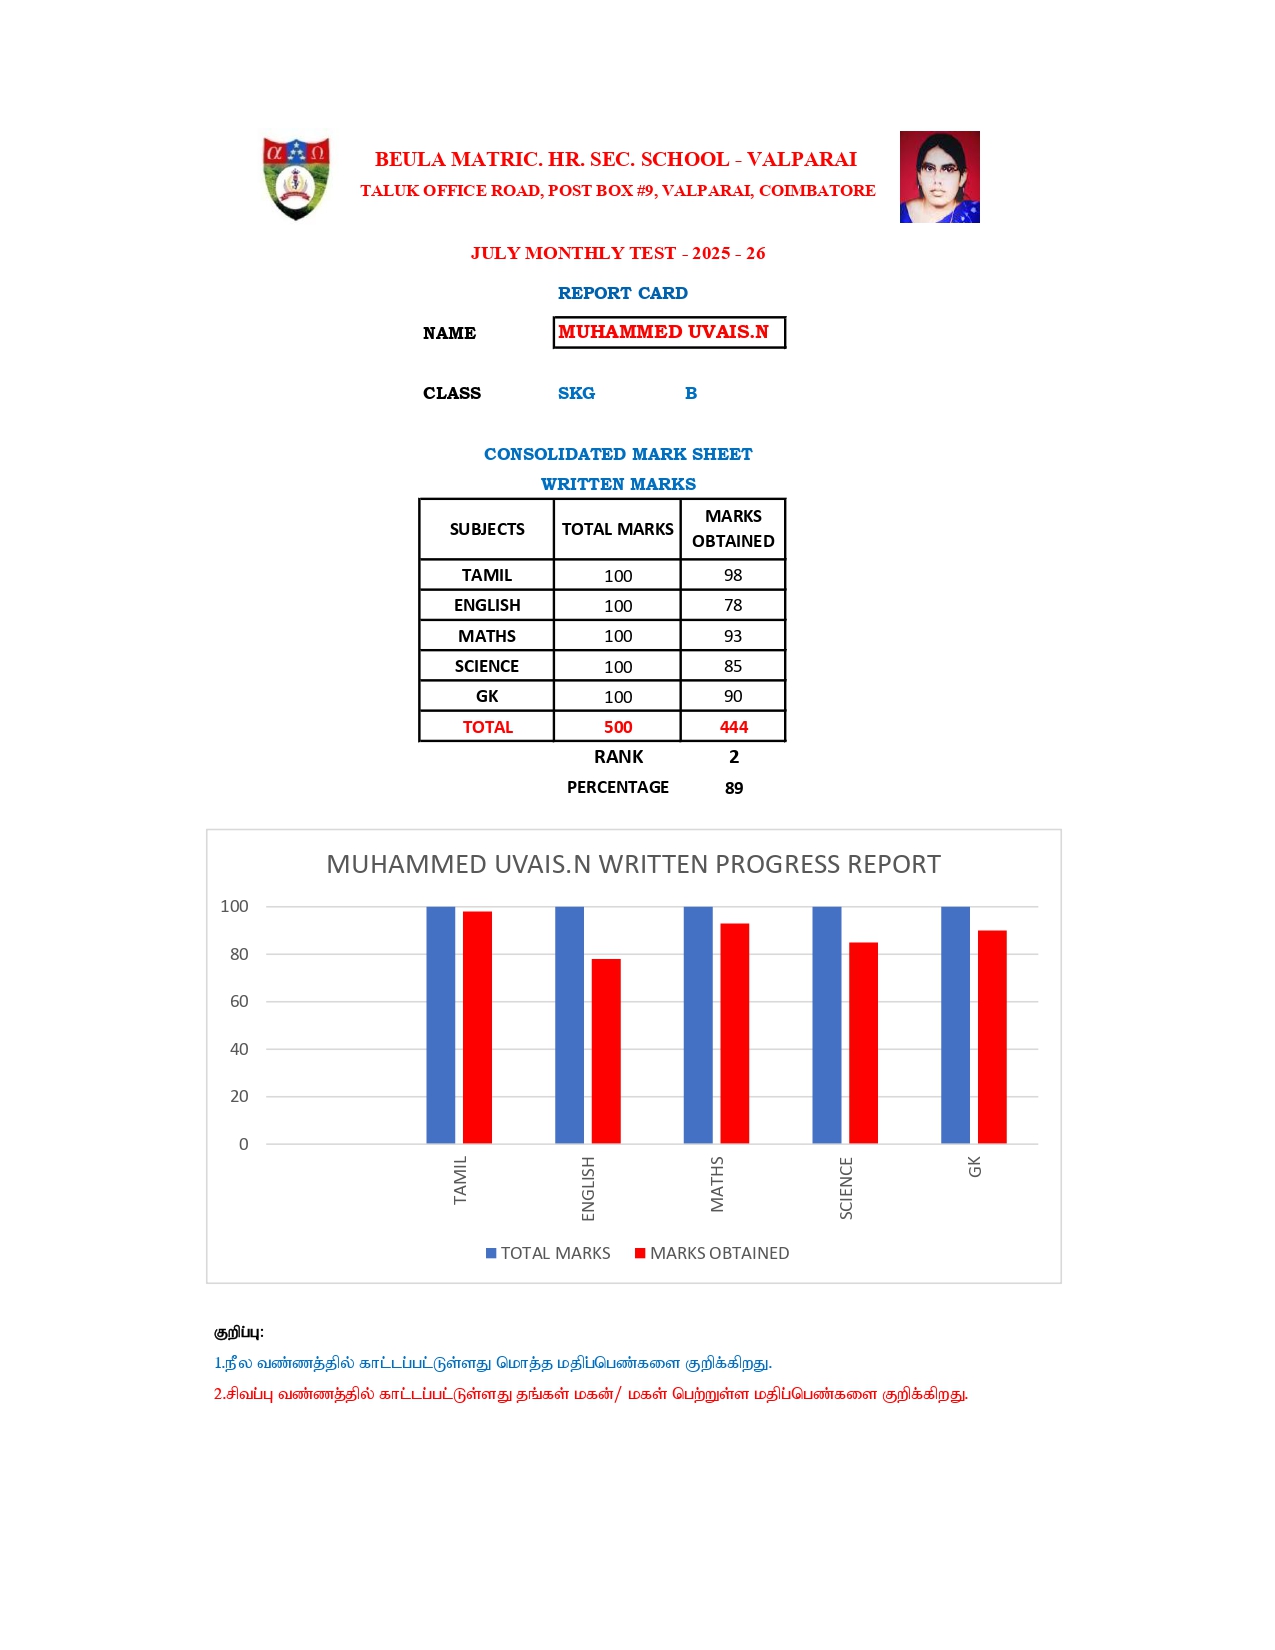 α Ω
BEULA MATRIC. HR. SEC. SCHOOL - VALPARAI
TALUK OFFICE ROAD, POST BOX #9, VALPARAI, COIMBATORE
JULY MONTHLY TEST - 2025 - 26
REPORT CARD
NAME MUHAMMED UVAIS.N
CLASS SKG B
CONSOLIDATED MARK SHEET
WRITTEN MARKS
SUBJECTS TOTAL MARKS MARKS OBTAINED
TAMIL 100 98
ENGLISH 100 78
MATHS 100 93
SCIENCE 100 85
GK 100 90
TOTAL 500 444
RANK 2
PERCENTAGE 89
MUHAMMED UVAIS.N WRITTEN PROGRESS REPORT
100
80
60
40
20
0
TAMIL ENGLISH MATHS SCIENCE GK
TOTAL MARKS MARKS OBTAINED
குறிப்பு:
1.நீல வண்ணத்தில் காட்டப்பட்டுள்ளது மொத்த மதிப்பெண்களை குறிக்கிறது.
2.சிவப்பு வண்ணத்தில் காட்டப்பட்டுள்ளது தங்கள் மகன்/ மகள் பெற்றுள்ள மதிப்பெண்களை குறிக்கிறது.